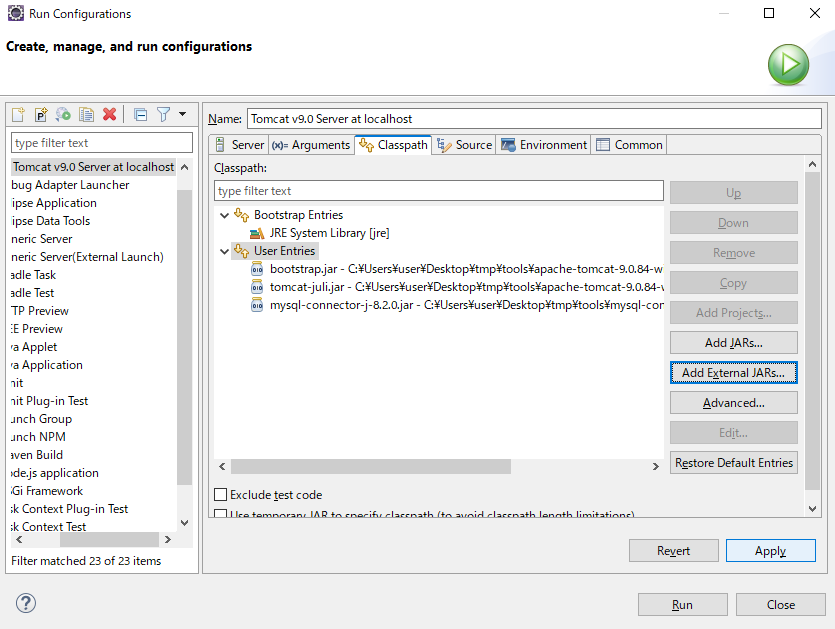 Run Configurations
Create, manage, and run configurations
type filter text
Tomcat v9.0 Server at localhost
bug Adapter Launcher
ipse Application
ipse Data Tools
neric Server
neric Server(External Launch)
adle Task
adle Test
TP Preview
EE Preview
va Applet
va Application
nit
nit Plug-in Test
unch Group
unch NPM
aven Build
ode.js application
Gi Framework
sk Context Plug-in Test
sk Context Test
Filter matched 23 of 23 items
Name: Tomcat v9.0 Server at localhost
Server (x)= Arguments Classpath Source Environment Common
Classpath:
type filter text
Bootstrap Entries
JRE System Library [jre]
User Entries
bootstrap.jar - C:¥Users¥user¥Desktop¥tmp¥tools¥apache-tomcat-9.0.84-w
tomcat-juli.jar - C:¥Users¥user¥Desktop¥tmp¥tools¥apache-tomcat-9.0.84-w
mysql-connector-j-8.2.0.jar - C:¥Users¥user¥Desktop¥tmp¥tools¥mysql-cor
Up
Down
Remove
Copy
Add Projects...
Add JARs...
Add External JARs...
Advanced...
Edit...
Restore Default Entries
Exclude test code
Use temporary JAR to specify classpath (to avoid classpath length limitations)
Revert
Apply
Run
Close